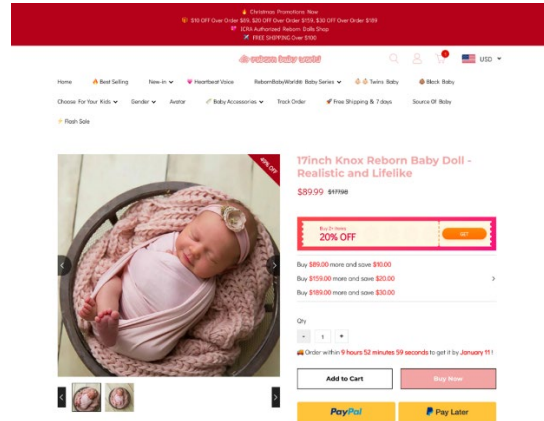 Christmas Promotions Now
$10 OFF Over Order $89, $20 OFF Over Order $159, $30 OFF Over Order $189
ICRA Authorized Reborn Dolls Shop
FREE SHIPPING Over $100
reborn baby world
USD
Home
Best Selling
New-in
Heartbeat Voice
RebornBabyWorld® Baby Series
Twins Baby
Black Baby
Choose For Your Kids
Gender
Avatar
Baby Accessories
Track Order
Free Shipping & 7 days
Source Of Baby
Flash Sale
49% OFF
17inch Knox Reborn Baby Doll -
Realistic and Lifelike
$89.99 $177.98
Buy 2+ items
20% OFF
GET
Buy $89.00 more and save $10.00
Buy $159.00 more and save $20.00
Buy $189.00 more and save $30.00
Qty
- 1 +
Order within 9 hours 52 minutes 59 seconds to get it by January 11 !
Add to Cart
Buy Now
PayPal
Pay Later